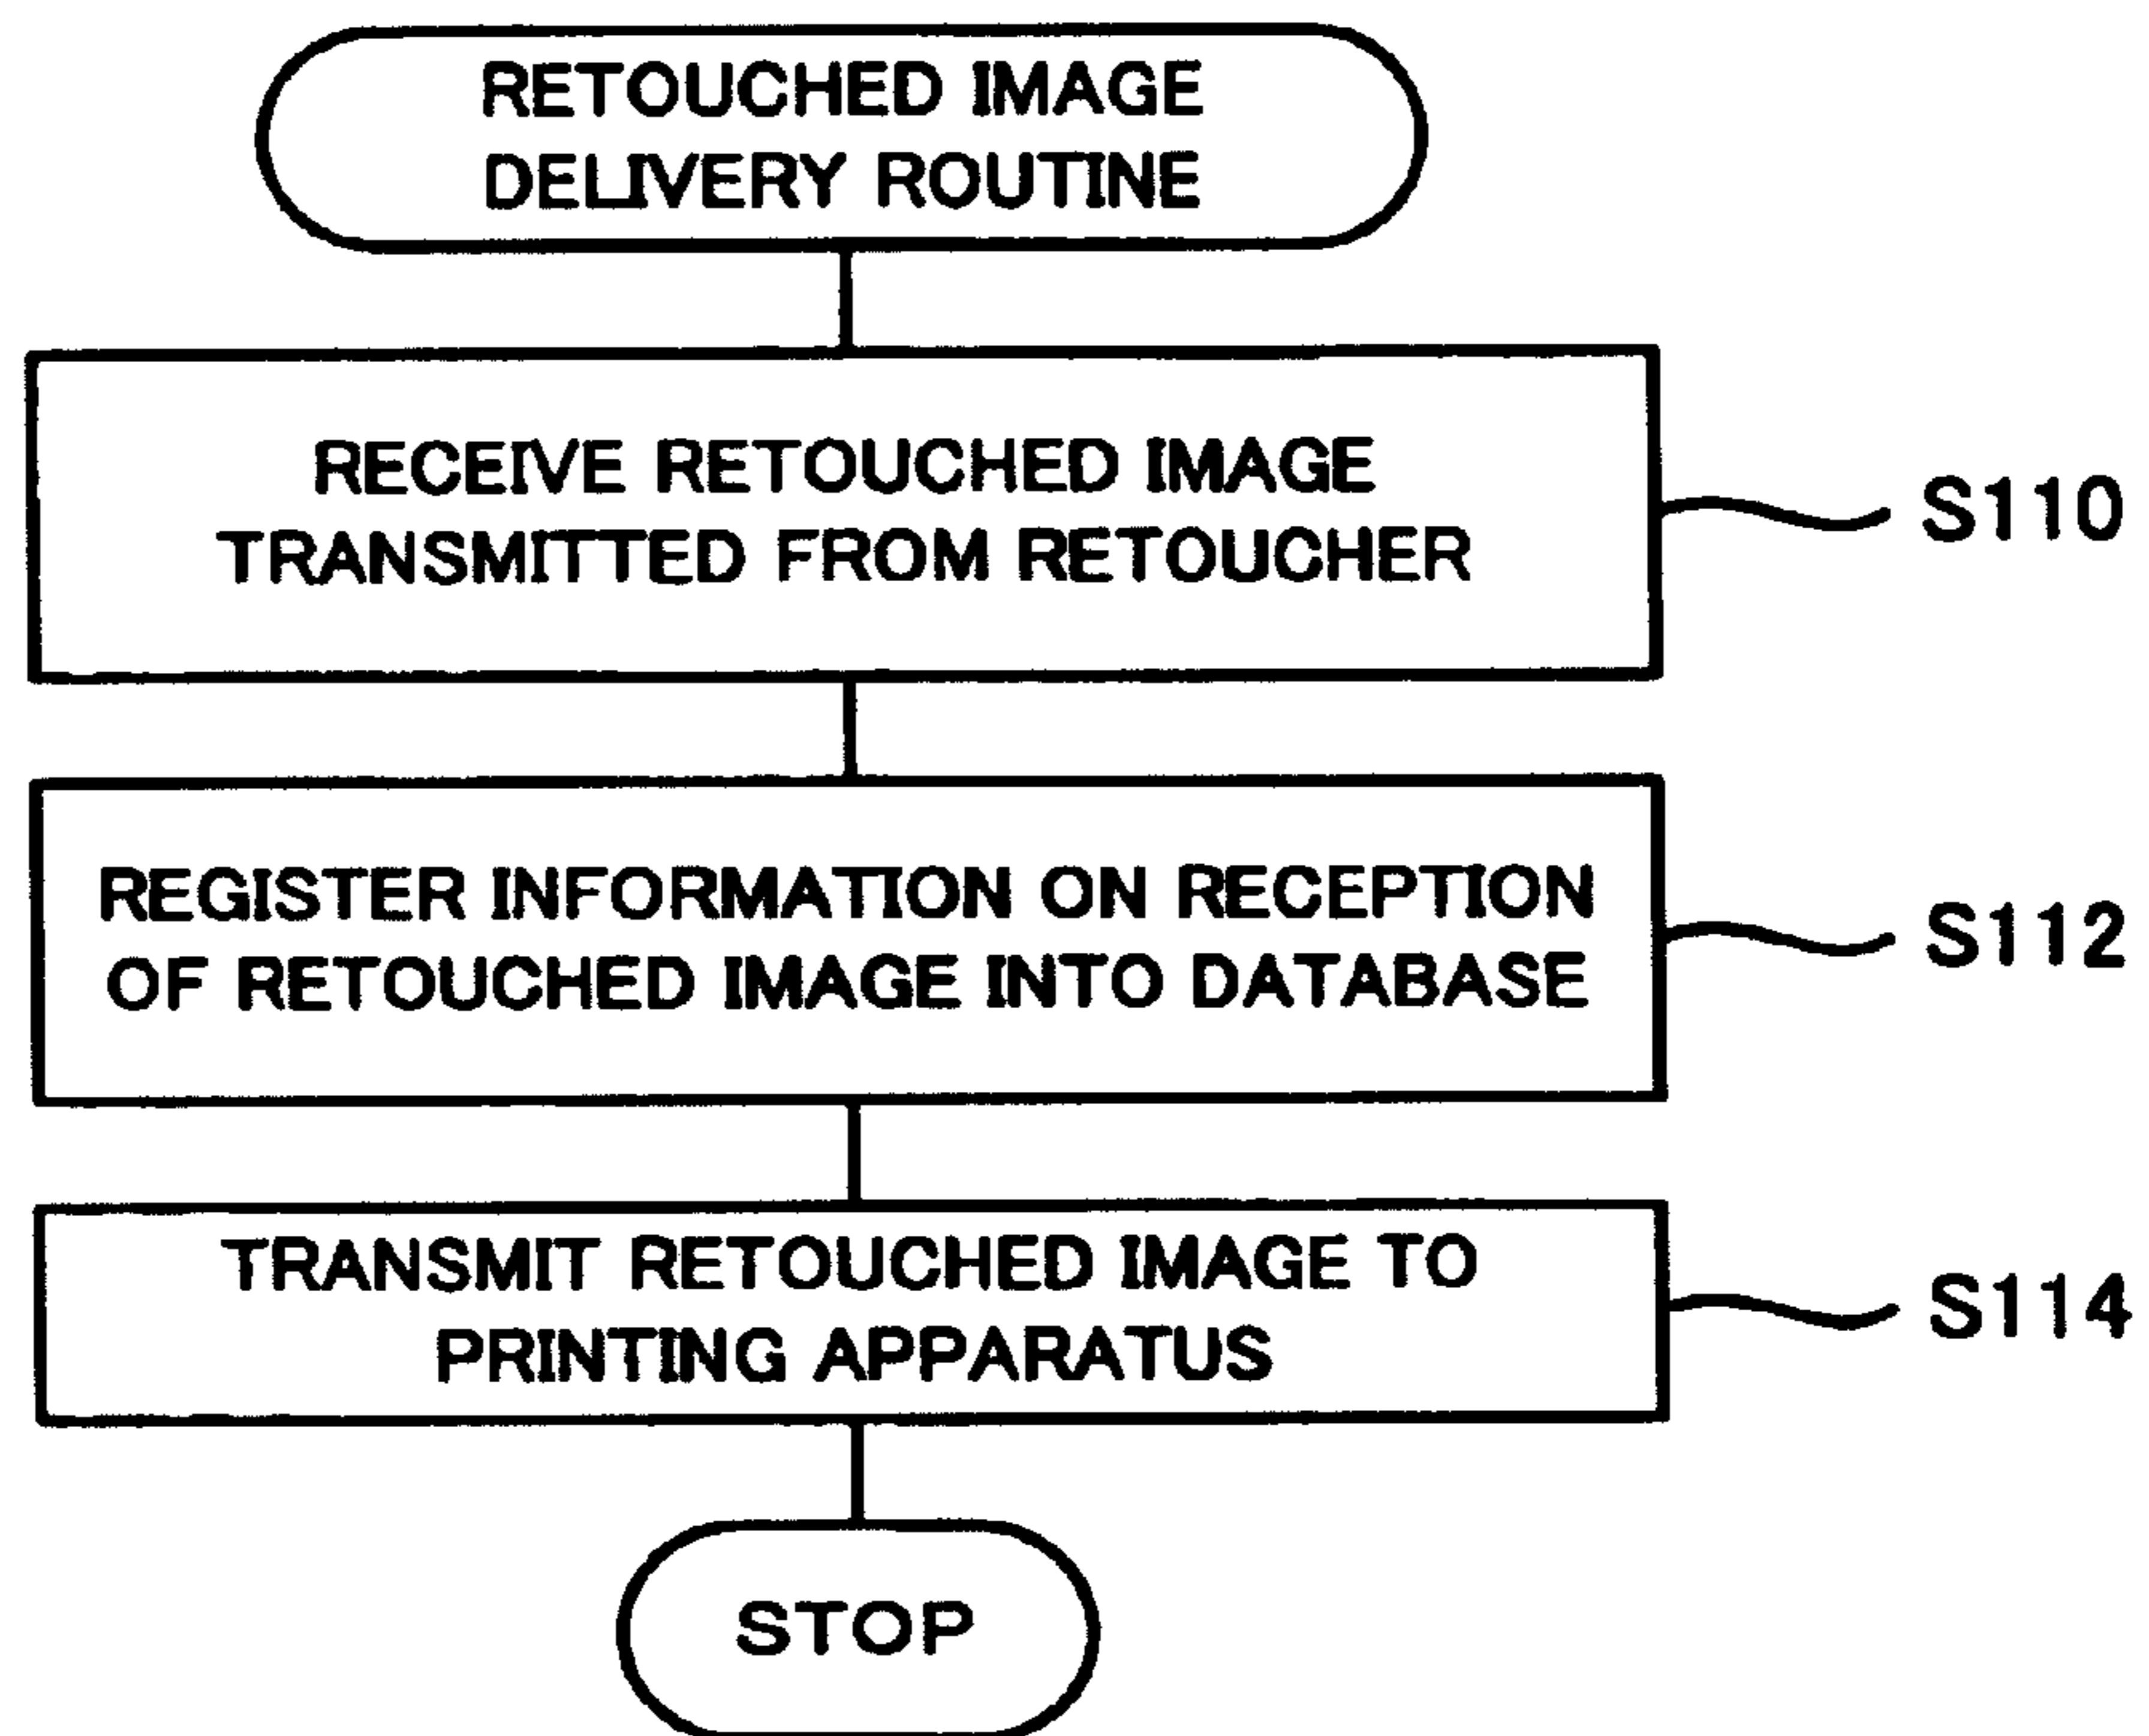 RETOUCHED IMAGE
DELIVERY ROUTINE
RECEIVE RETOUCHED IMAGE
TRANSMITTED FROM RETOUCHER
S110
REGISTER INFORMATION ON RECEPTION
OF RETOUCHED IMAGE INTO DATABASE
S112
TRANSMIT RETOUCHED IMAGE TO
PRINTING APPARATUS
S114
STOP